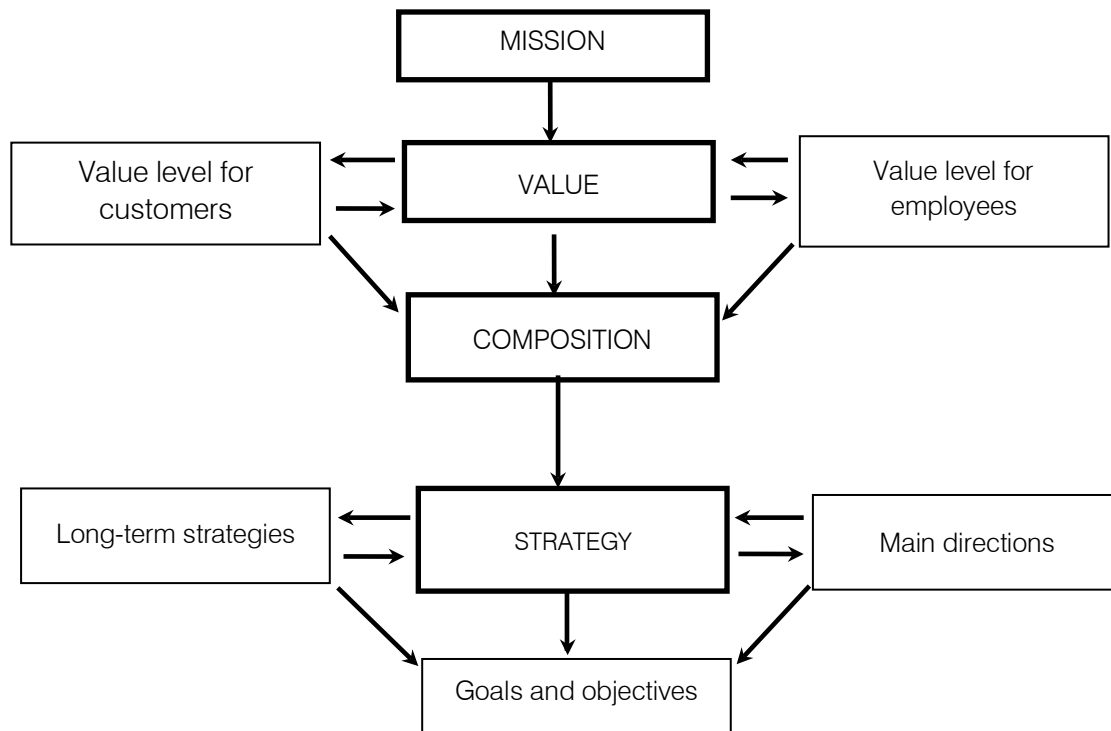 MISSION
Value level for
customers
VALUE
Value level for
employees
COMPOSITION
Long-term strategies
STRATEGY
Main directions
Goals and objectives